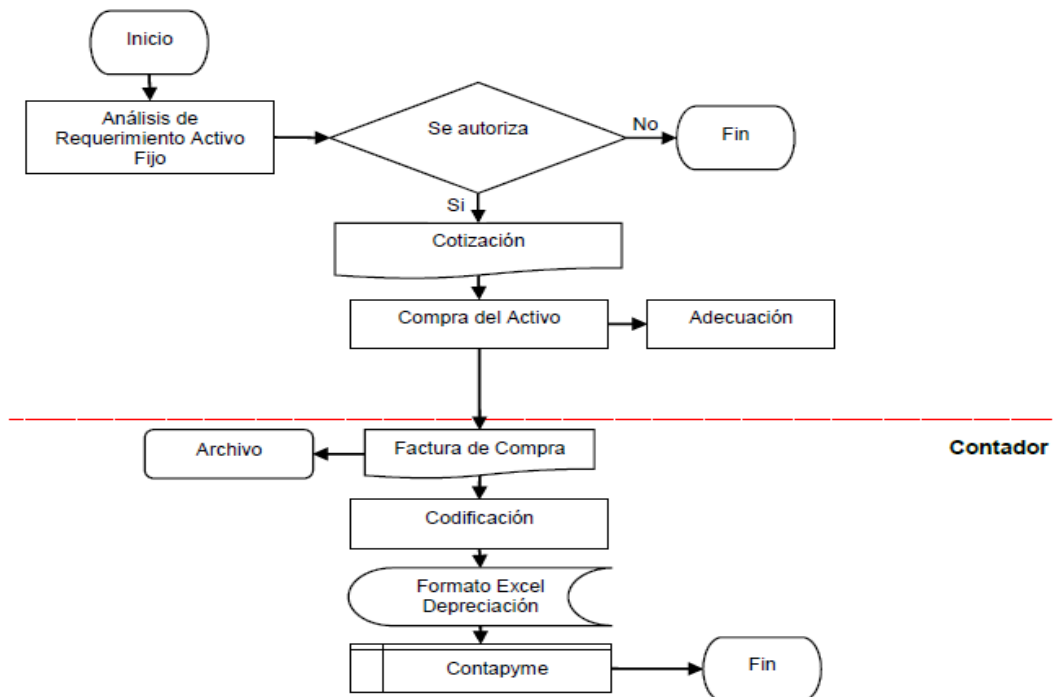 Inicio
Análisis de
Requerimiento Activo
Fijo
Se autoriza
No
Fin
Si
Cotización
Compra del Activo
Adecuación
Archivo
Factura de Compra
Contador
Codificación
Formato Excel
Depreciación
Contapyme
Fin